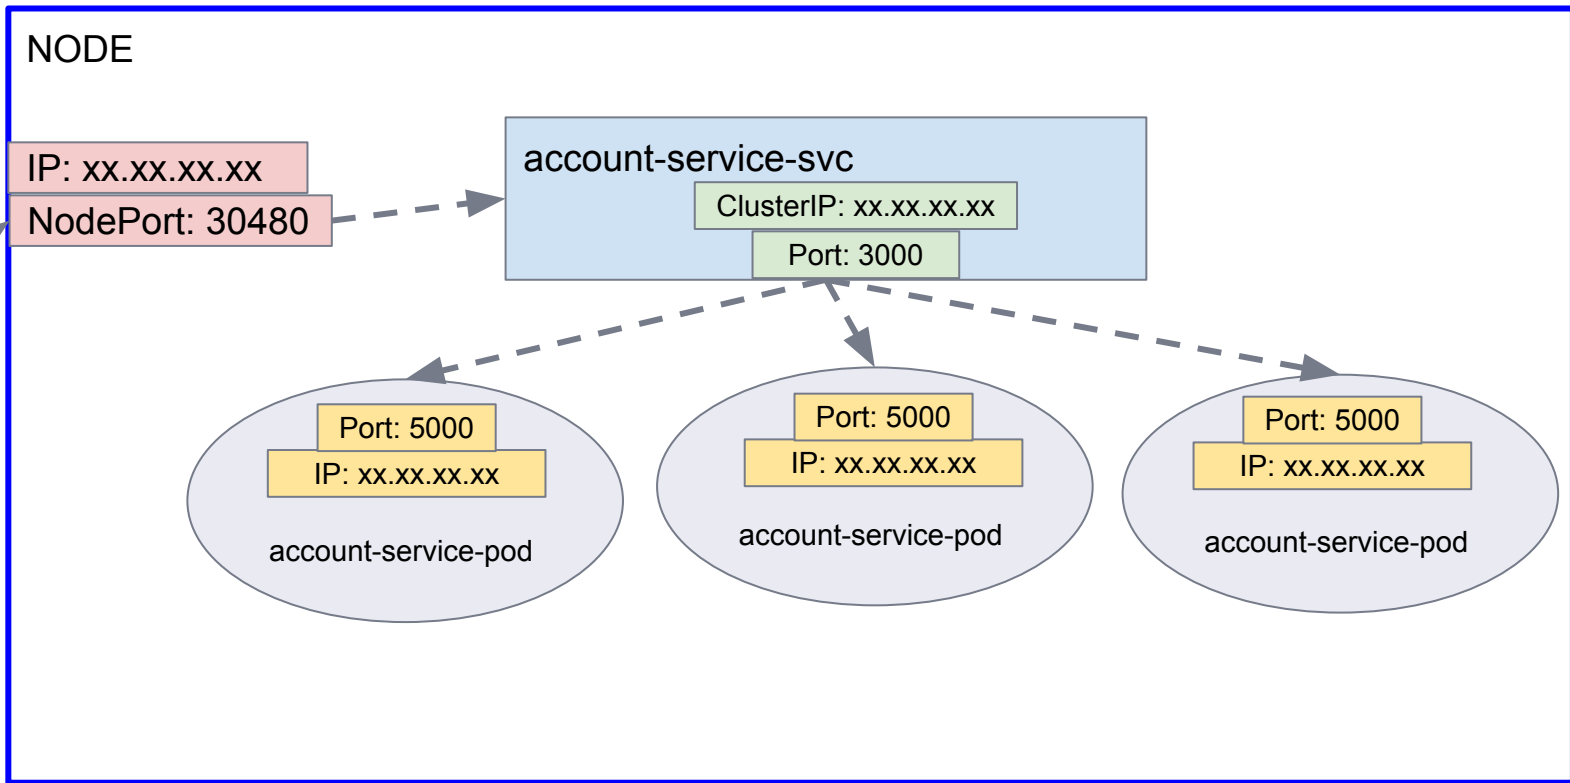 NODE
IP: xx.xx.xx.xx
NodePort: 30480
account-service-svc
ClusterIP: xx.xx.xx.xx
Port: 3000
Port: 5000
IP: xx.xx.xx.xx
account-service-pod
Port: 5000
IP: xx.xx.xx.xx
account-service-pod
Port: 5000
IP: xx.xx.xx.xx
account-service-pod